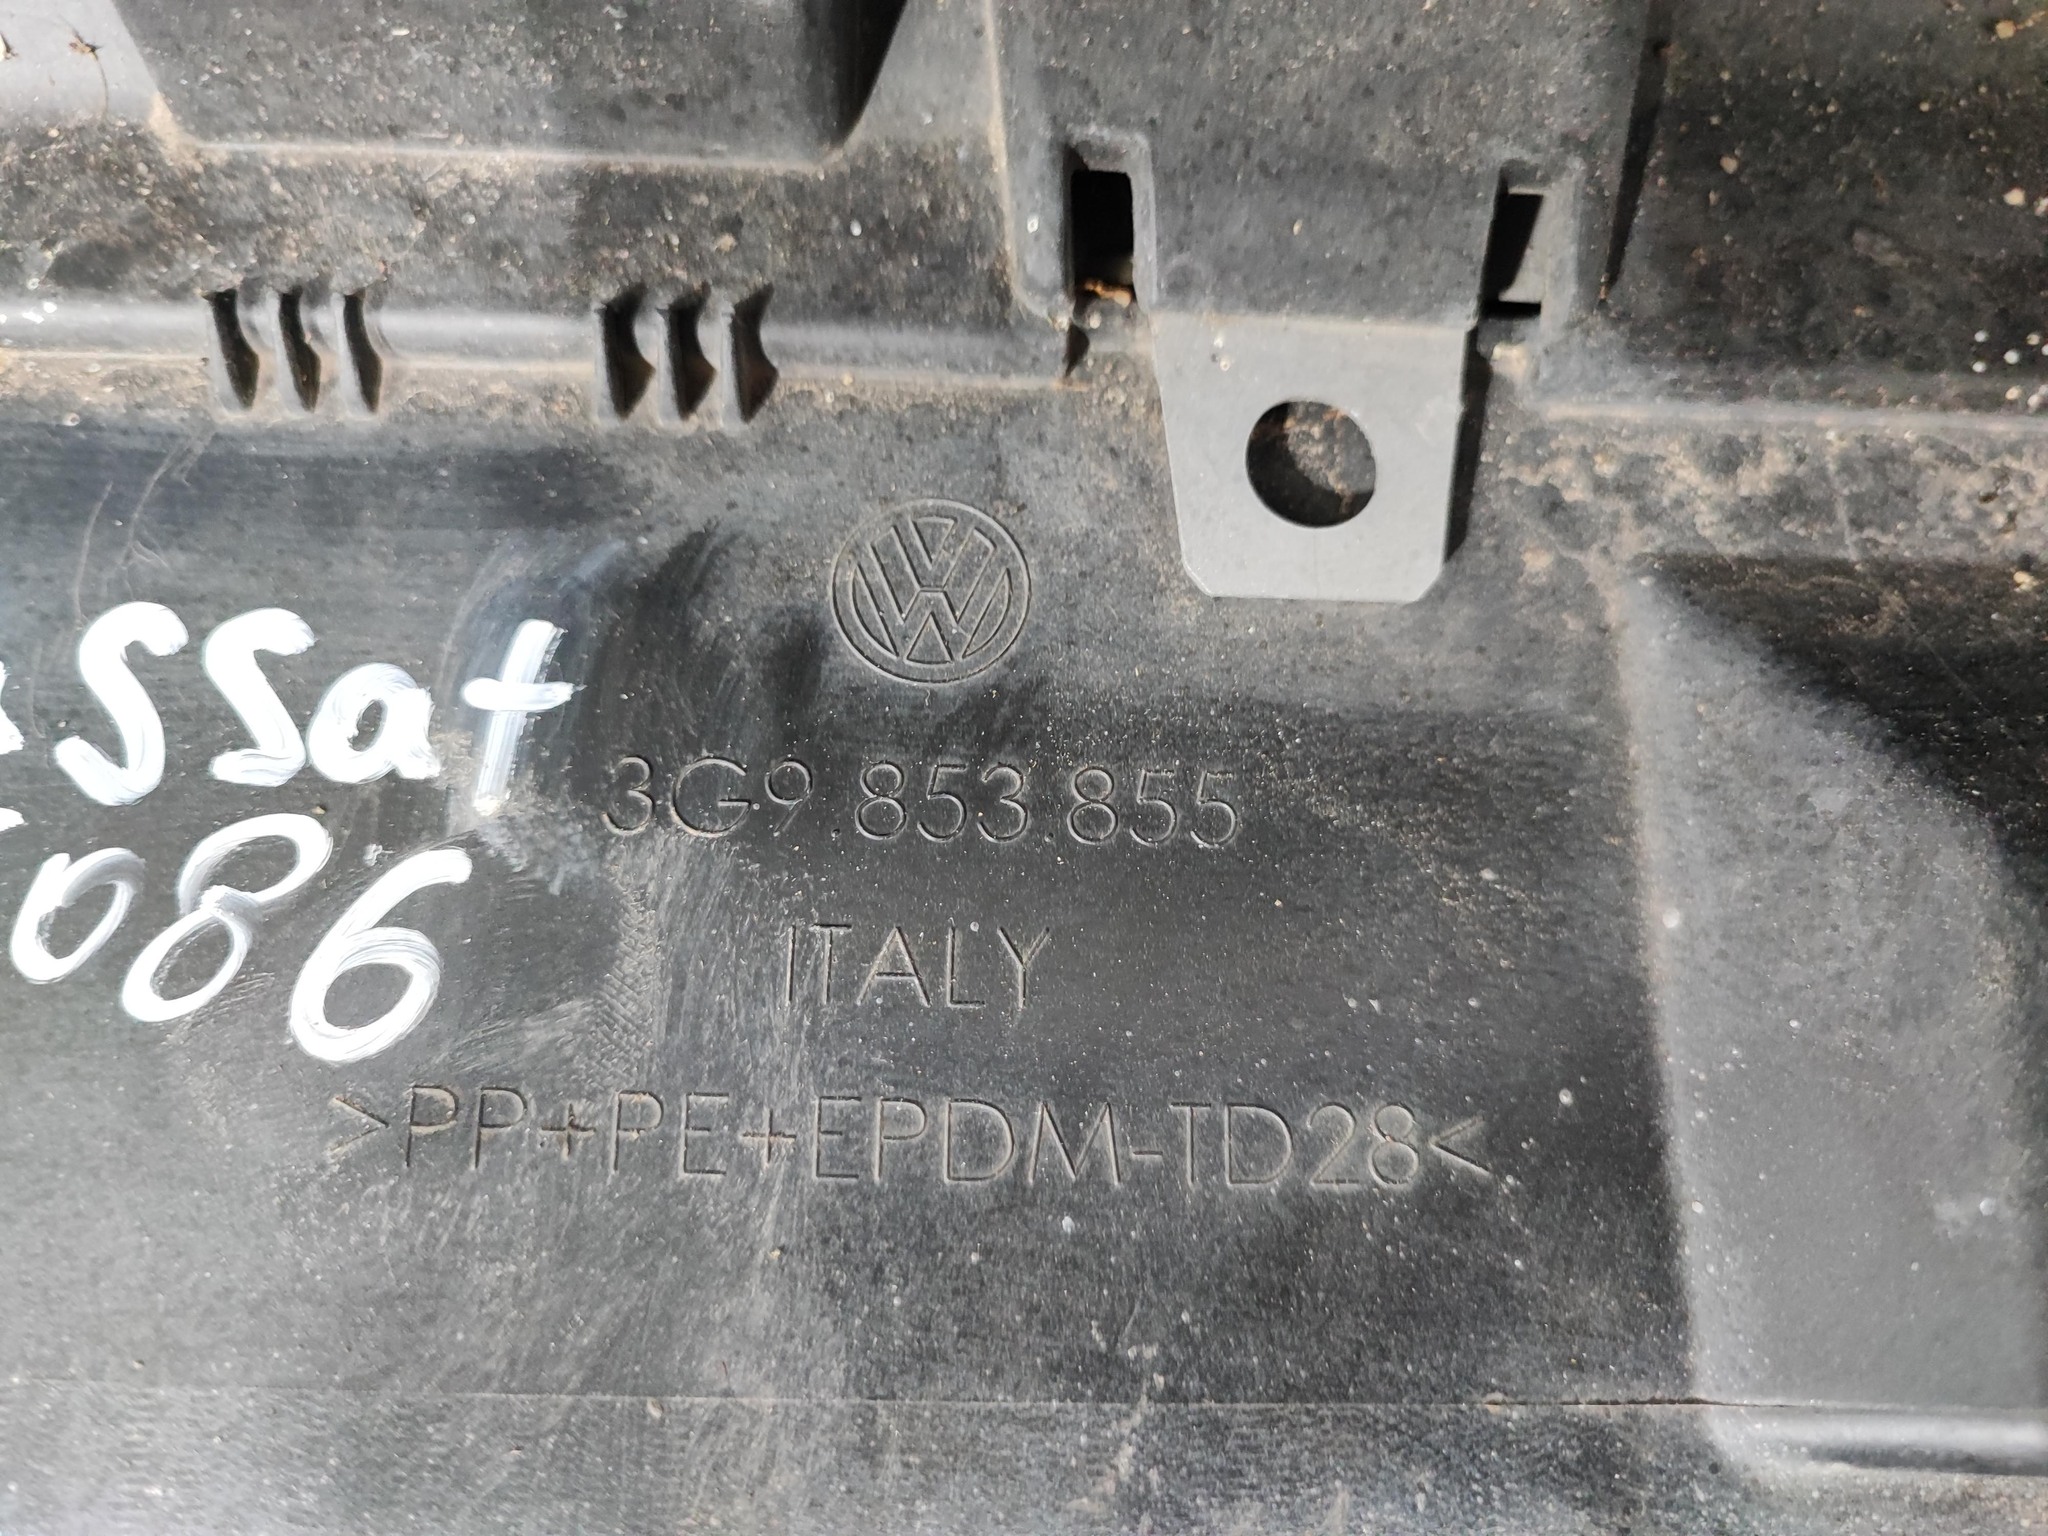 ssat
3G9.853.855
086
ITALY
>PP+PE+EPDM-TD28<